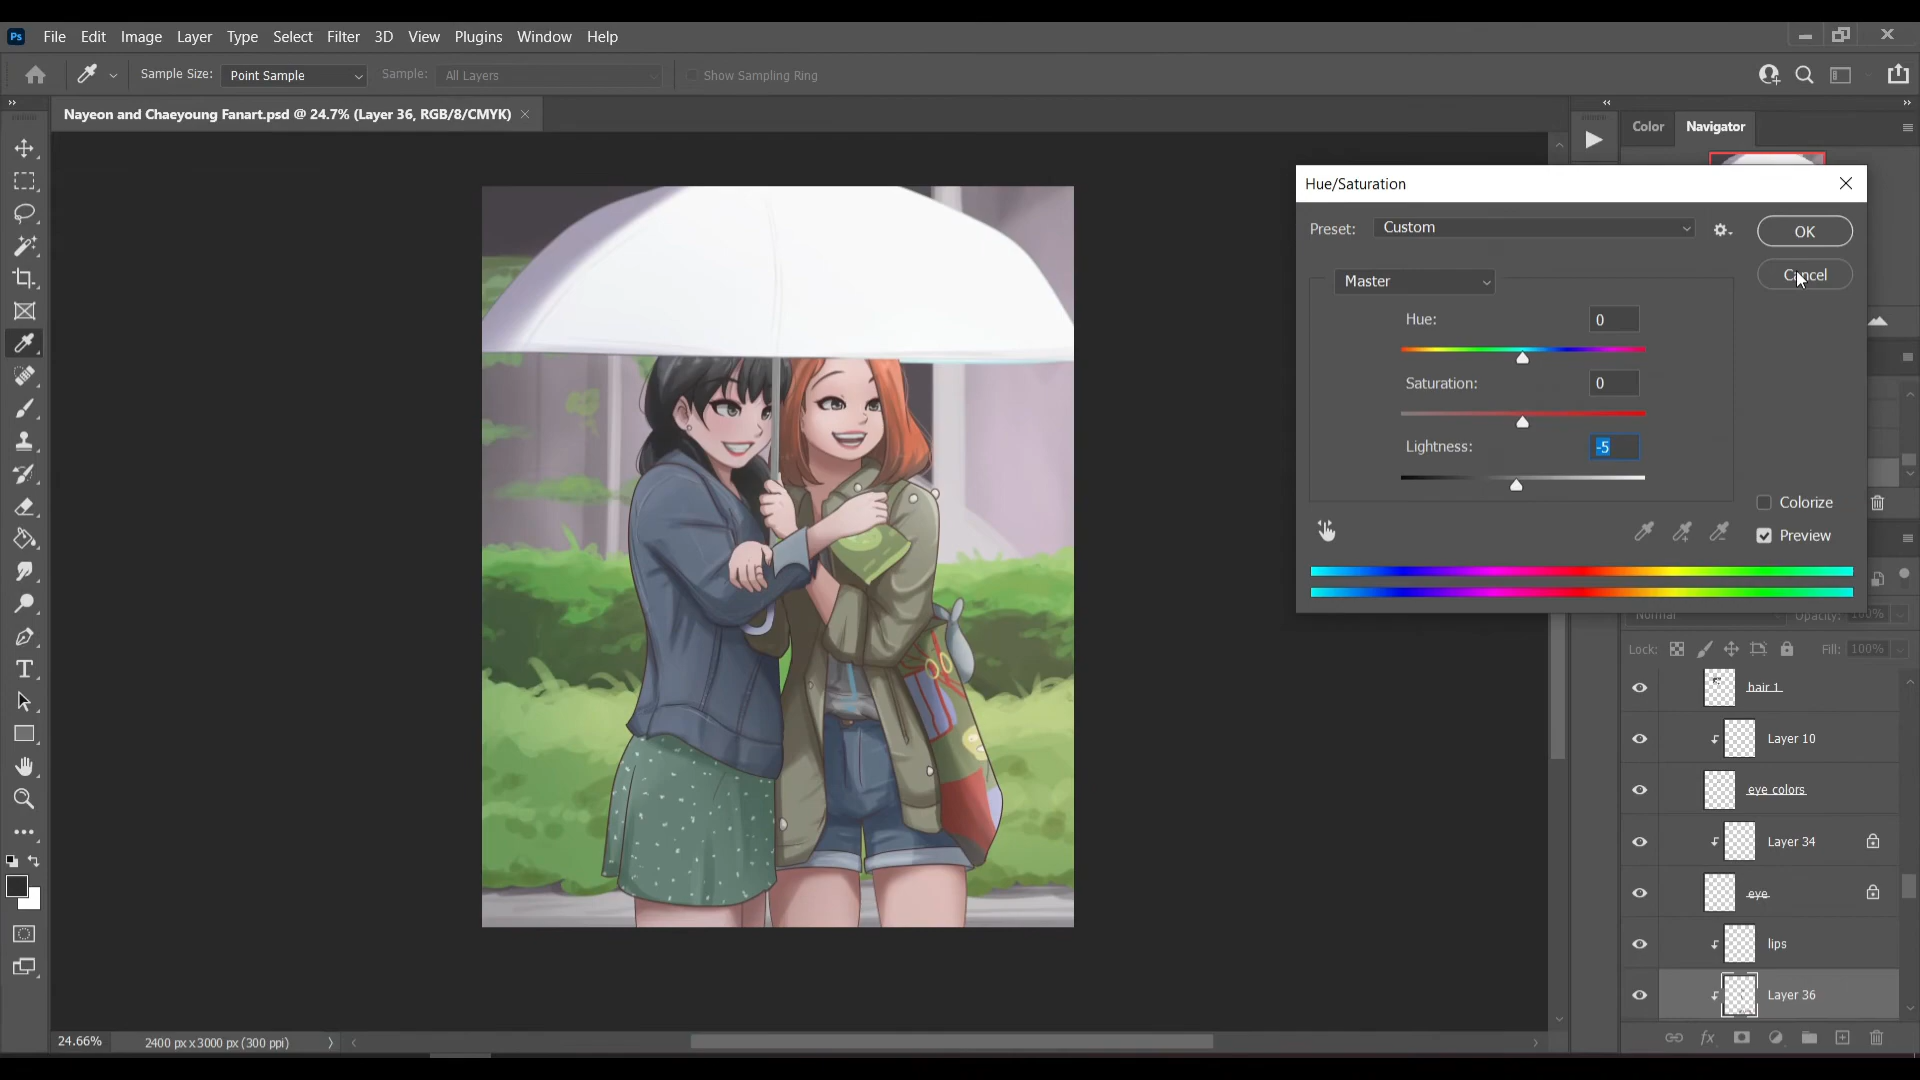 Ps File Edit Image Layer Type Select Filter 3D View Plugins Window Help
Sample Size: Point Sample Sample: All Layers Show Sampling Ring
Nayeon and Chaeyoung Fanart.psd @ 24.7% (Layer 36, RGB/8/CMYK)
Color Navigator
Hue/Saturation
Preset: Custom
OK
Cancel
Master
Hue: 0
Saturation: 0
Lightness: -5
Colorize
Preview
Normal Opacity: 100%
Lock: Fill: 100%
hair 1
Layer 10
eye colors
Layer 34
eye
lips
Layer 36
24.66% 2400 px x 3000 px (300 ppi)